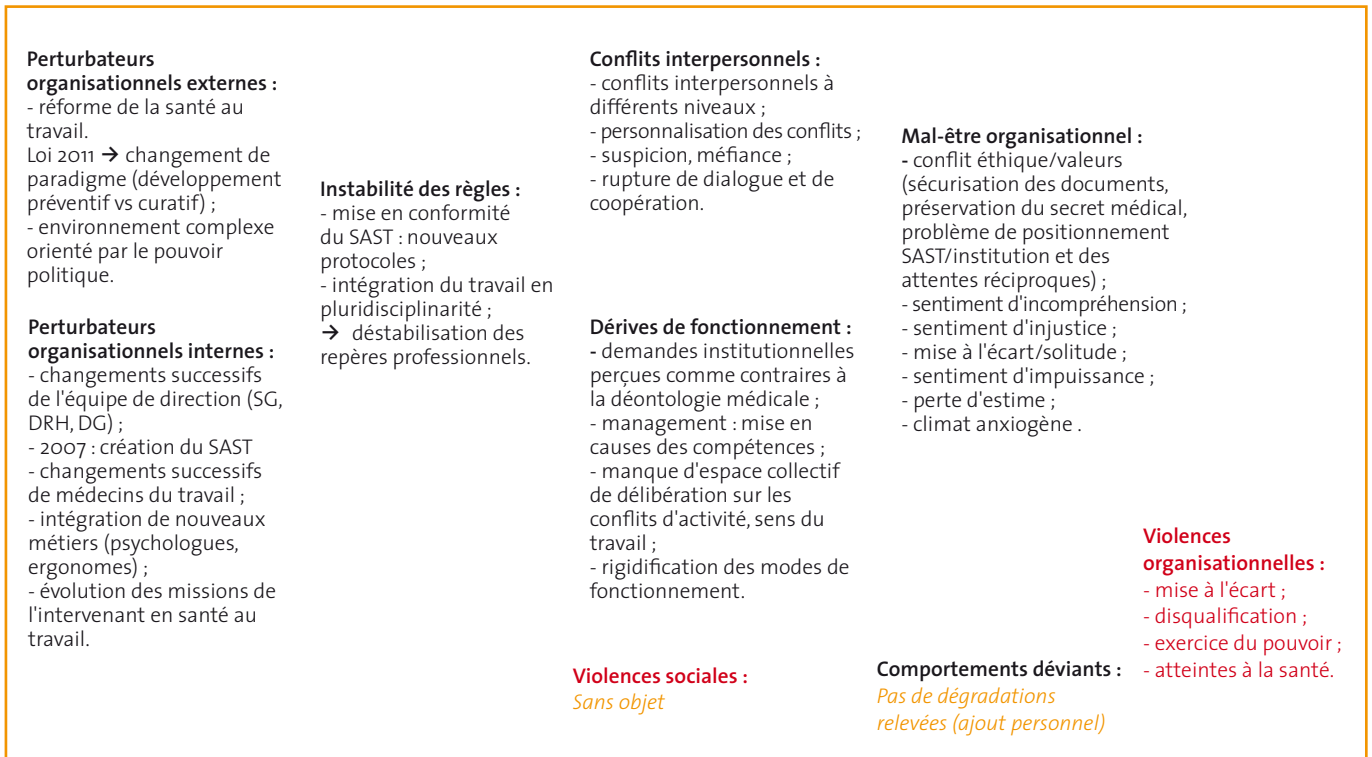 Perturbateurs
organisationnels externes :
- réforme de la santé au
travail.
Loi 2011 → changement de
paradigme (développement
préventif vs curatif) ;
- environnement complexe
orienté par le pouvoir
politique.
Perturbateurs
organisationnels internes :
- changements successifs
de l'équipe de direction (SG,
DRH, DG) ;
- 2007 : création du SAST
- changements successifs
de médecins du travail ;
- intégration de nouveaux
métiers (psychologues,
ergonomes) ;
- évolution des missions de
l'intervenant en santé au
travail.
Instabilité des règles :
- mise en conformité
du SAST : nouveaux
protocoles ;
- intégration du travail en
pluridisciplinarité ;
→ déstabilisation des
repères professionnels.
Conflits interpersonnels :
- conflits interpersonnels à
différents niveaux ;
- personnalisation des conflits ;
- suspicion, méfiance ;
- rupture de dialogue et de
coopération.
Dérives de fonctionnement :
- demandes institutionnelles
perçues comme contraires à
la déontologie médicale ;
- management : mise en
causes des compétences ;
- manque d'espace collectif
de délibération sur les
conflits d'activité, sens du
travail ;
- rigidification des modes de
fonctionnement.
Violences sociales :
Sans objet
Mal-être organisationnel :
- conflit éthique/valeurs
(sécurisation des documents,
préservation du secret médical,
problème de positionnement
SAST/institution et des
attentes réciproques) ;
- sentiment d'incompréhension ;
- sentiment d'injustice ;
- mise à l'écart/solitude ;
- sentiment d'impuissance ;
- perte d'estime ;
- climat anxiogène .
Comportements déviants :
Pas de dégradations
relevées (ajout personnel)
Violences
organisationnelles :
- mise à l'écart ;
- disqualification ;
- exercice du pouvoir ;
- atteintes à la santé.